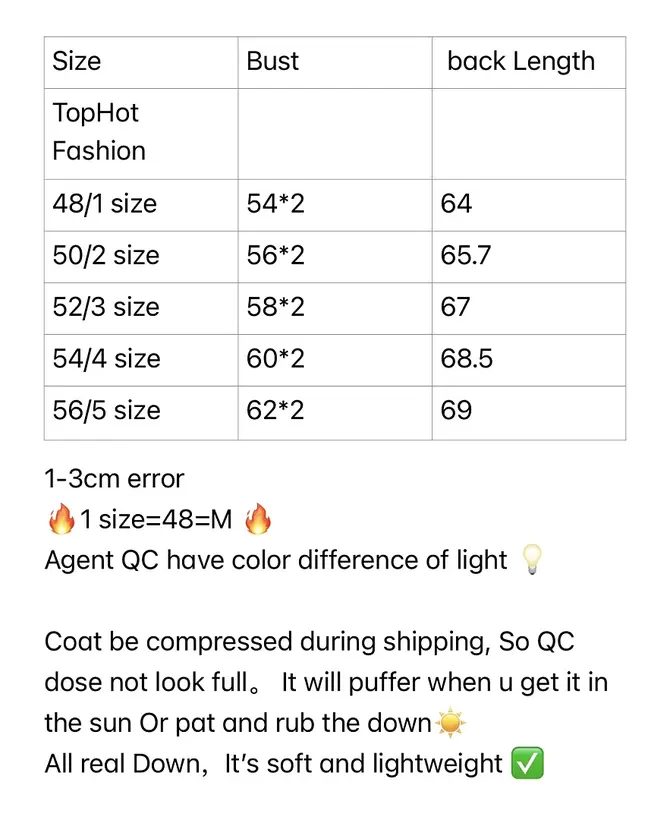 Size Bust back Length
TopHot
Fashion
48/1 size 54*2 64
50/2 size 56*2 65.7
52/3 size 58*2 67
54/4 size 60*2 68.5
56/5 size 62*2 69
1-3cm error
🔥1 size=48=M 🔥
Agent QC have color difference of light 💡
Coat be compressed during shipping, So QC
dose not look full。 It will puffer when u get it in
the sun Or pat and rub the down☀️
All real Down，It’s soft and lightweight ✅